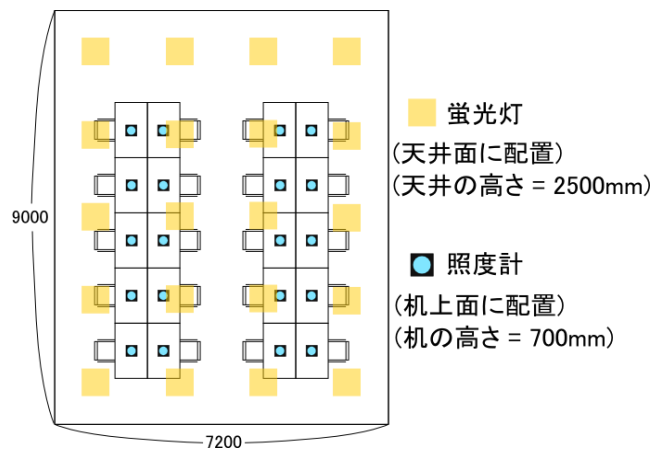 蛍光灯
(天井面に配置)
(天井の高さ = 2500mm)
9000
照度計
(机上面に配置)
(机の高さ = 700mm)
7200